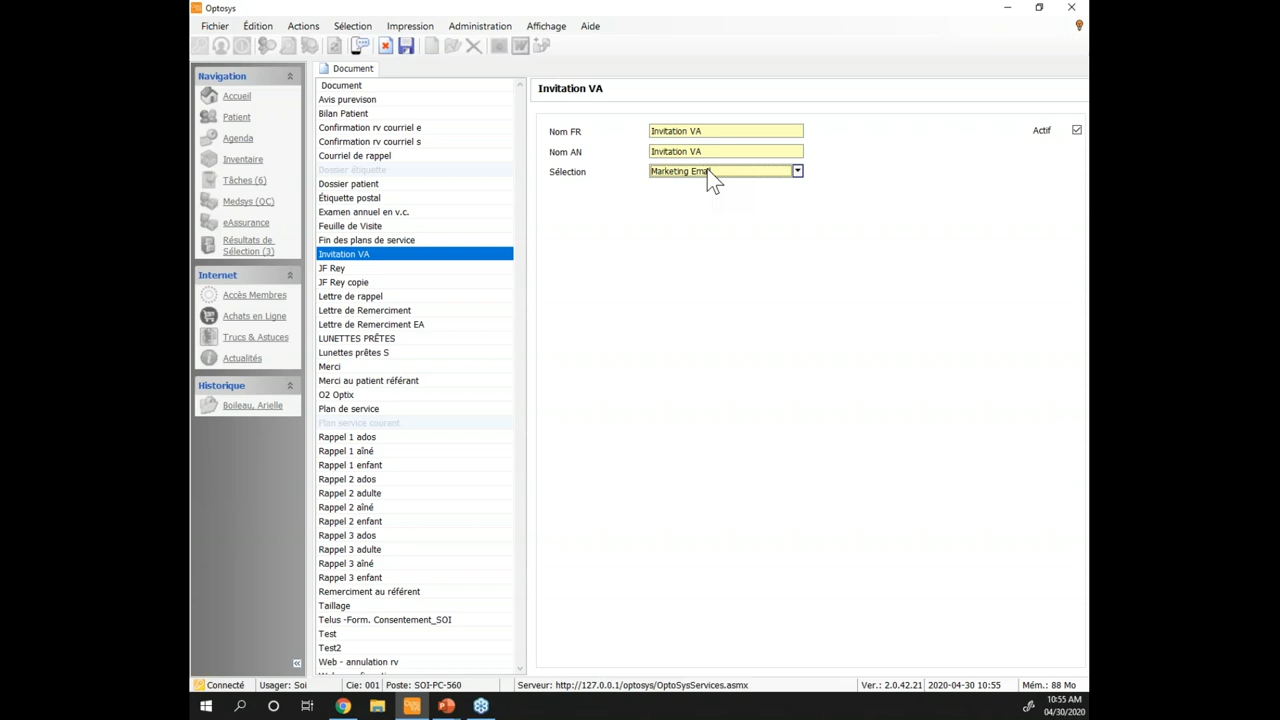 Optosys
Fichier Édition Actions Sélection Impression Administration Affichage Aide
Navigation
Accueil
Patient
Agenda
Inventaire
Tâches (6)
Medsys (QC)
eAssurance
Résultats de
Sélection (3)
Internet
Accès Membres
Achats en Ligne
Trucs & Astuces
Actualités
Historique
Boileau, Arielle
Document
Document
Avis purevison
Bilan Patient
Confirmation rv courriel e
Confirmation rv courriel s
Courriel de rappel
Dossier étiquette
Dossier patient
Étiquette postal
Examen annuel en v.c.
Feuille de Visite
Fin des plans de service
Invitation VA
JF Rey
JF Rey copie
Lettre de rappel
Lettre de Remerciment
Lettre de Remerciment EA
LUNETTES PRÊTES
Lunettes prêtes S
Merci
Merci au patient référant
O2 Optix
Plan de service
Plan service courant
Rappel 1 ados
Rappel 1 aîné
Rappel 1 enfant
Rappel 2 ados
Rappel 2 adulte
Rappel 2 aîné
Rappel 2 enfant
Rappel 3 ados
Rappel 3 adulte
Rappel 3 aîné
Rappel 3 enfant
Remerciment au référent
Taillage
Telus -Form. Consentement_SOI
Test
Test2
Web - annulation rv
Invitation VA
Nom FR Invitation VA Actif
Nom AN Invitation VA
Sélection Marketing Email
Connecté Usager: Soi Cie: 001 Poste: SOI-PC-560 Serveur: http://127.0.0.1/optosys/OptoSysServices.asmx Ver.: 2.0.42.21 2020-04-30 10:55 Mém.: 88 Mo
10:55 AM
04/30/2020